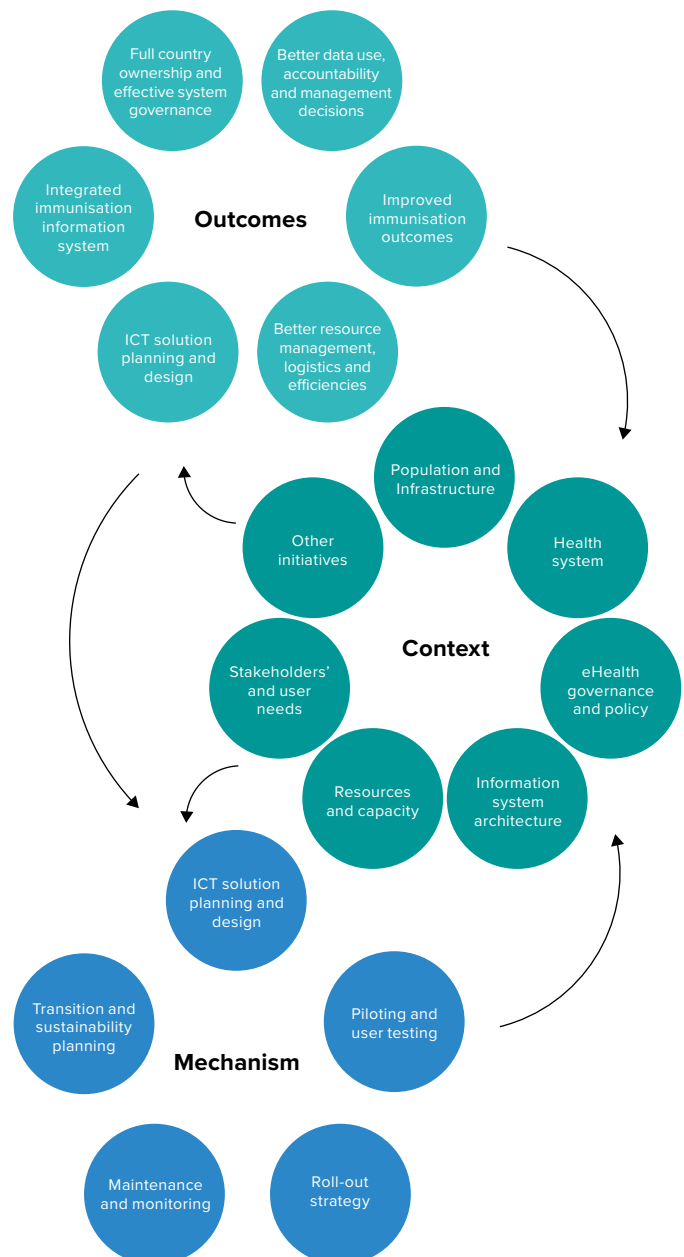 Full country
ownership and
effective system
governance
Better data use,
accountability
and management
decisions
Integrated
immunisation
information
system
Outcomes
Improved
immunisation
outcomes
ICT solution
planning and
design
Better resource
management,
logistics and
efficiencies
Population and
Infrastructure
Other
initiatives
Health
system
Context
Stakeholders’
and user
needs
eHealth
governance
and policy
Resources
and capacity
Information
system
architecture
ICT solution
planning and
design
Transition and
sustainability
planning
Piloting and
user testing
Mechanism
Maintenance
and monitoring
Roll-out
strategy